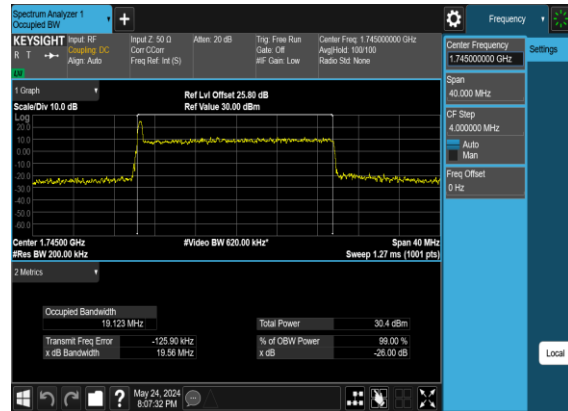 Spectrum Analyzer 1
Occupied BW
Frequency
KEYSIGHT
R T
LW
Input: RF
Coupling: DC
Align: Auto
Input Z: 50 Ω
Corr CCorr
Freq Ref: Int (S)
Atten: 20 dB
Trig: Free Run
Gate: Off
#IF Gain: Low
Center Freq: 1.745000000 GHz
Avg|Hold: 100/100
Radio Std: None
Center Frequency
1.745000000 GHz
Settings
Span
40.000 MHz
CF Step
4.000000 MHz
Auto
Man
Freq Offset
0 Hz
1 Graph
Scale/Div 10.0 dB
Ref Lvl Offset 25.80 dB
Ref Value 30.00 dBm
Log
20.0
10.0
0.00
-10.0
-20.0
-30.0
-40.0
-50.0
-60.0
Center 1.74500 GHz
#Res BW 200.00 kHz
#Video BW 620.00 kHz*
Span 40 MHz
Sweep 1.27 ms (1001 pts)
2 Metrics
Occupied Bandwidth
19.123 MHz
Total Power 30.4 dBm
Transmit Freq Error -125.90 kHz
% of OBW Power 99.00 %
x dB Bandwidth 19.56 MHz
x dB -26.00 dB
Local
?
May 24, 2024
8:07:32 PM